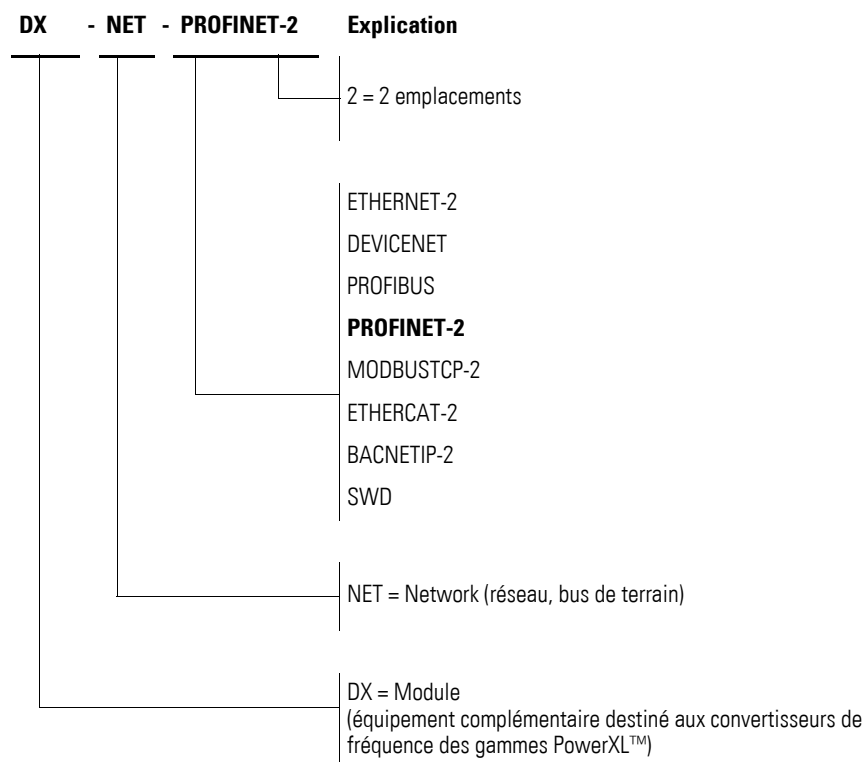 DX - NET - PROFINET-2 Explication
2 = 2 emplacements
ETHERNET-2
DEVICENET
PROFIBUS
PROFINET-2
MODBUSTCP-2
ETHERCAT-2
BACNETIP-2
SWD
NET = Network (réseau, bus de terrain)
DX = Module
(équipement complémentaire destiné aux convertisseurs de
fréquence des gammes PowerXL™)